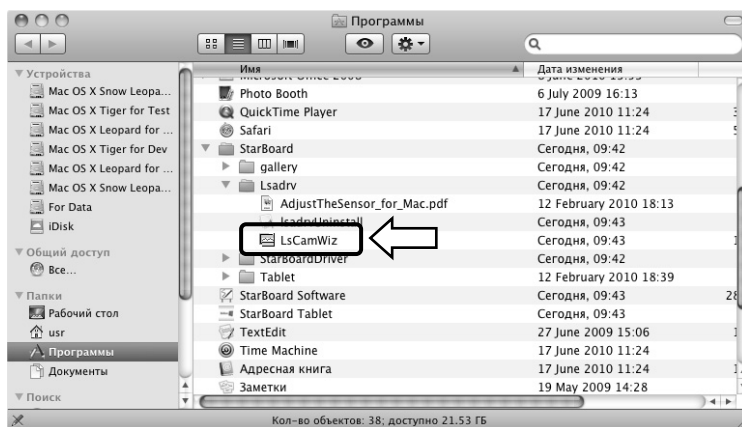 Программы
Имя
Дата изменения
Устройства
Mac OS X Snow Leopa...
Mac OS X Tiger for Test
Mac OS X Leopard for ...
Mac OS X Tiger for Dev
Mac OS X Leopard for ...
Mac OS X Snow Leopa...
For Data
iDisk
Общий доступ
Все...
Папки
Рабочий стол
usr
Программы
Документы
Поиск
Photo Booth 6 July 2009 16:13
QuickTime Player 17 June 2010 11:24
Safari 17 June 2010 11:24
StarBoard Сегодня, 09:42
gallery Сегодня, 09:42
Lsadrv Сегодня, 09:42
AdjustTheSensor_for_Mac.pdf 12 February 2010 18:13
lsadrvUninstall Сегодня, 09:43
LsCamWiz Сегодня, 09:43
StarBoardDriver Сегодня, 09:42
Tablet 12 February 2010 18:39
StarBoard Software Сегодня, 09:43
StarBoard Tablet Сегодня, 09:43
TextEdit 27 June 2009 15:06
Time Machine 17 June 2010 11:24
Адресная книга 17 June 2010 11:24
Заметки 19 May 2009 14:28
Кол-во объектов: 38; доступно 21.53 ГБ